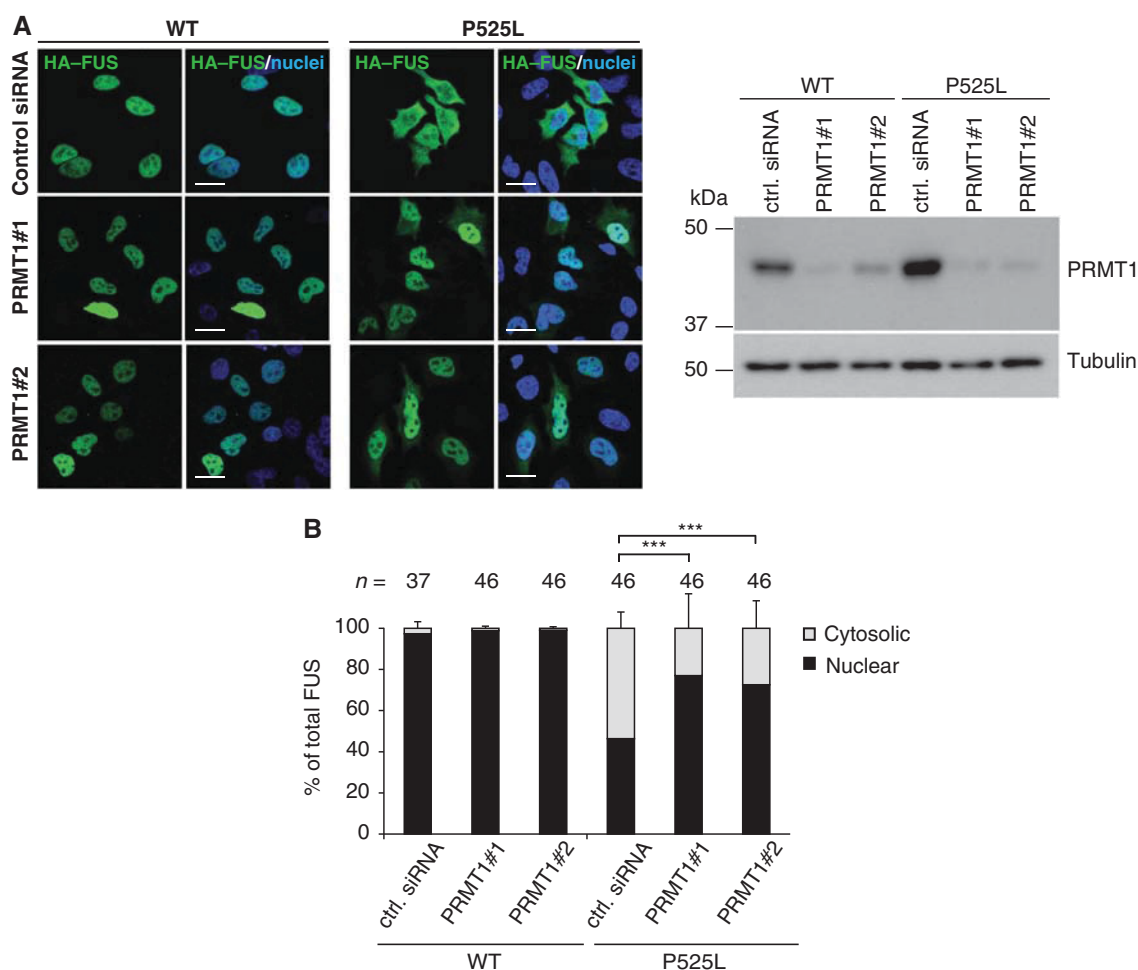 A
WT
P525L
Control siRNA
HA–FUS
HA–FUS/nuclei
HA–FUS
HA–FUS/nuclei
PRMT1#1
PRMT1#2
WT
P525L
kDa
ctrl. siRNA
PRMT1#1
PRMT1#2
ctrl. siRNA
PRMT1#1
PRMT1#2
50
PRMT1
37
50
Tubulin
B
***
***
n = 37 46 46 46 46 46
% of total FUS
100
80
60
40
20
0
Cytosolic
Nuclear
ctrl. siRNA
PRMT1#1
PRMT1#2
ctrl. siRNA
PRMT1#1
PRMT1#2
WT
P525L